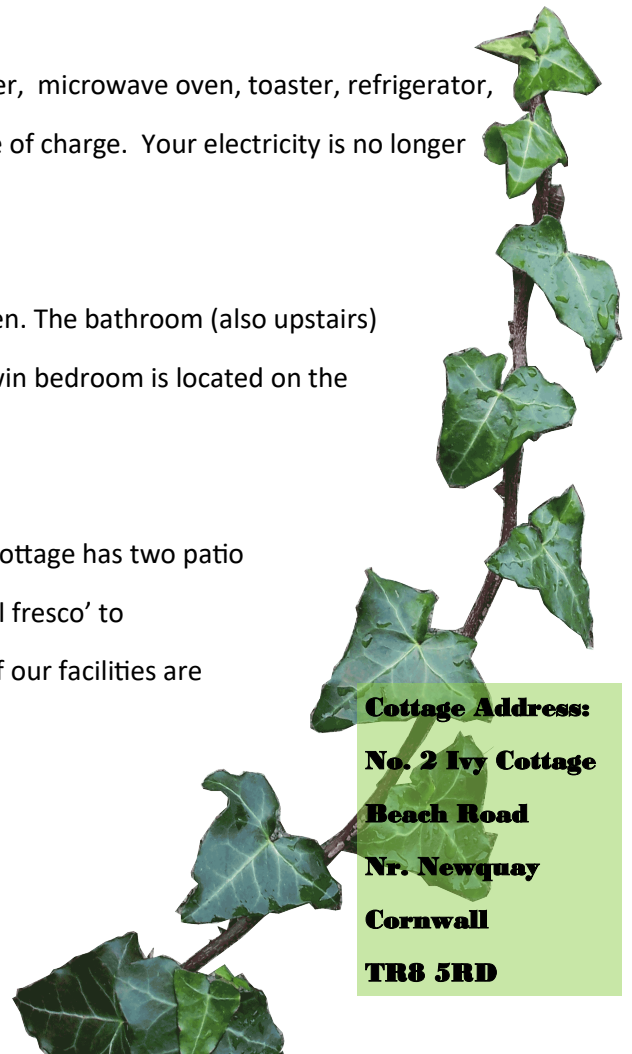 er, microwave oven, toaster, refrigerator,
e of charge. Your electricity is no longer
en. The bathroom (also upstairs)
win bedroom is located on the
ottage has two patio
l fresco’ to
f our facilities are
Cottage Address:
No. 2 Ivy Cottage
Beach Road
Nr. Newquay
Cornwall
TR8 5RD